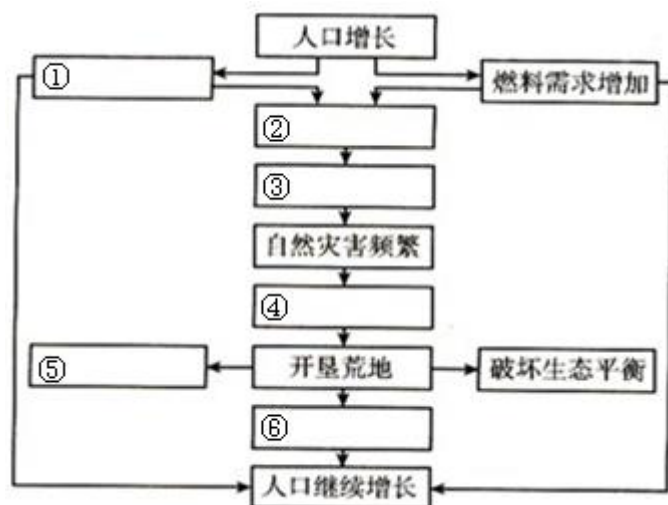 人口增长
①
燃料需求增加
②
③
自然灾害频繁
④
⑤
开垦荒地
破坏生态平衡
⑥
人口继续增长